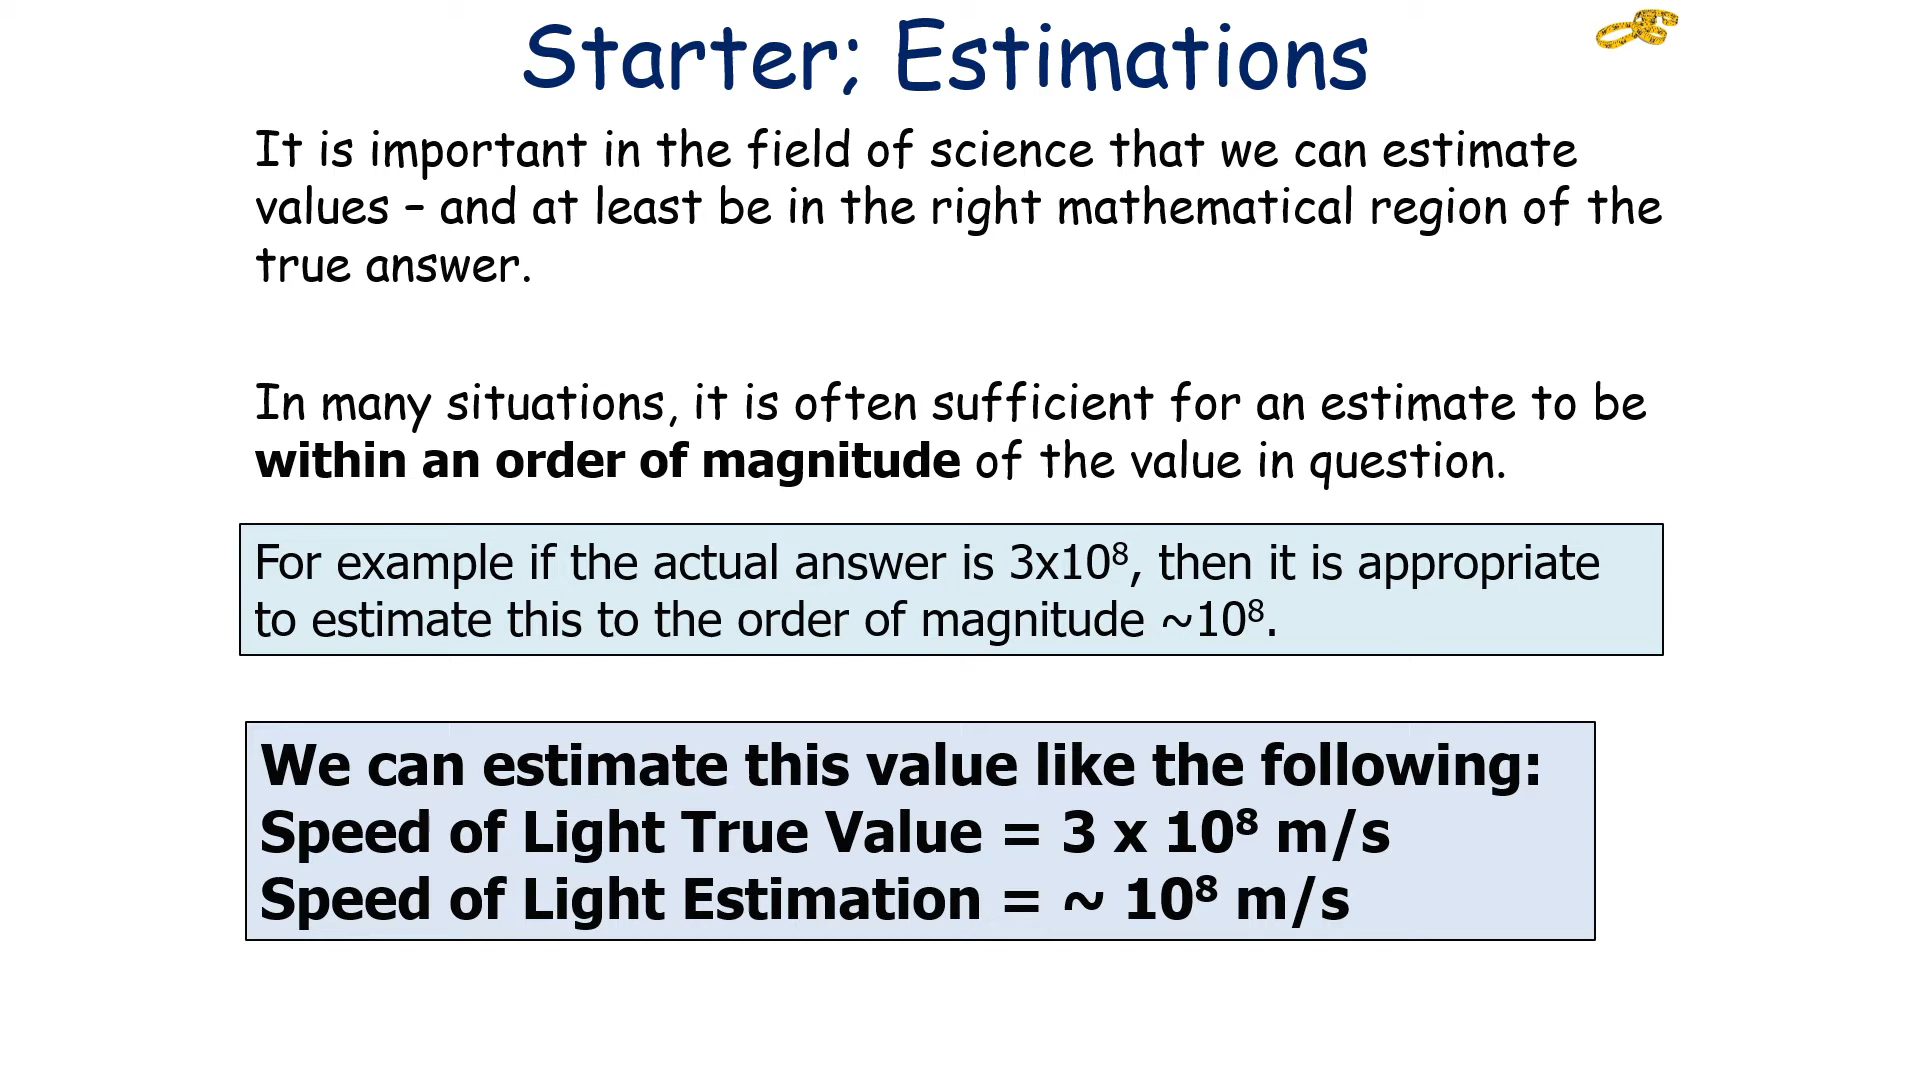 Starter; Estimations
It is important in the field of science that we can estimate
values – and at least be in the right mathematical region of the
true answer.
In many situations, it is often sufficient for an estimate to be
within an order of magnitude of the value in question.
For example if the actual answer is 3x10⁸, then it is appropriate
to estimate this to the order of magnitude ~10⁸.
We can estimate this value like the following:
Speed of Light True Value = 3 x 10⁸ m/s
Speed of Light Estimation = ~ 10⁸ m/s